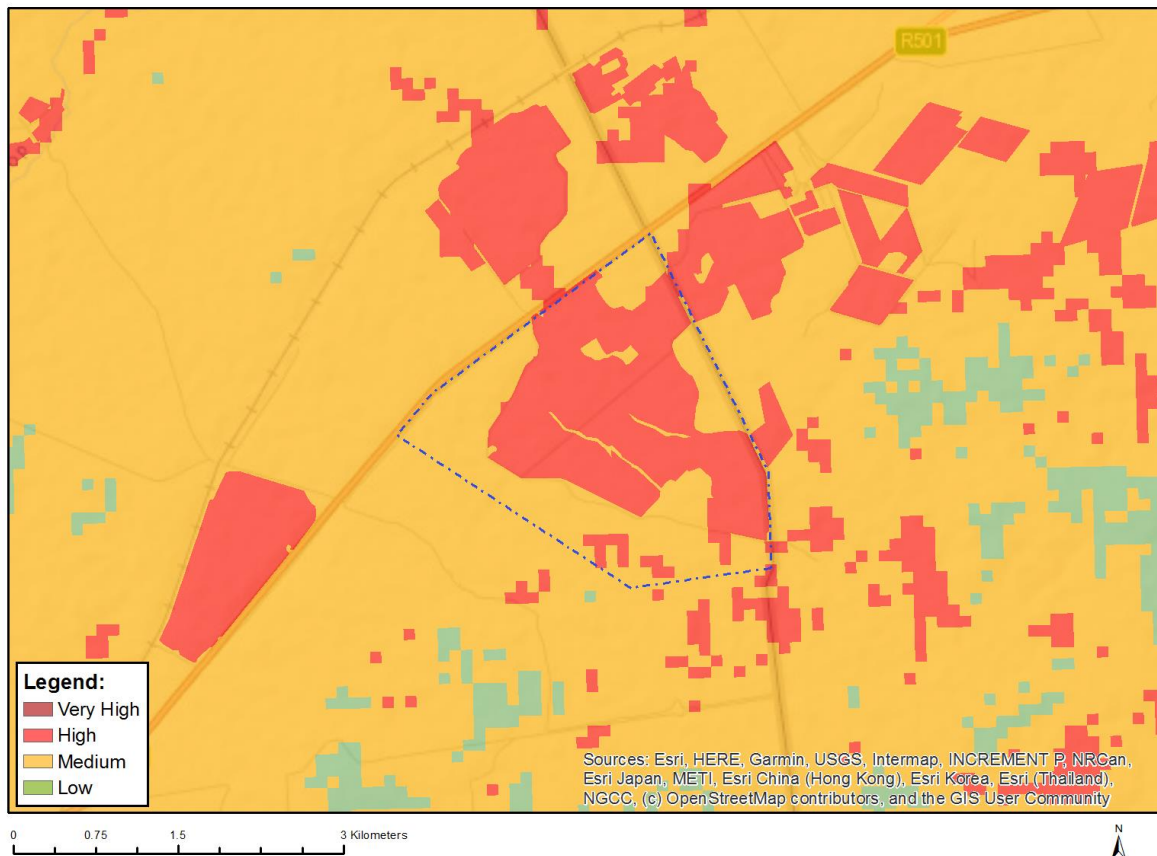 R501
Legend:
Very High
High
Medium
Low
Sources: Esri, HERE, Garmin, USGS, Intermap, INCREMENT P, NRCan,
Esri Japan, METI, Esri China (Hong Kong), Esri Korea, Esri (Thailand),
NGCC, (c) OpenStreetMap contributors, and the GIS User Community
0 0.75 1.5 3 Kilometers
N